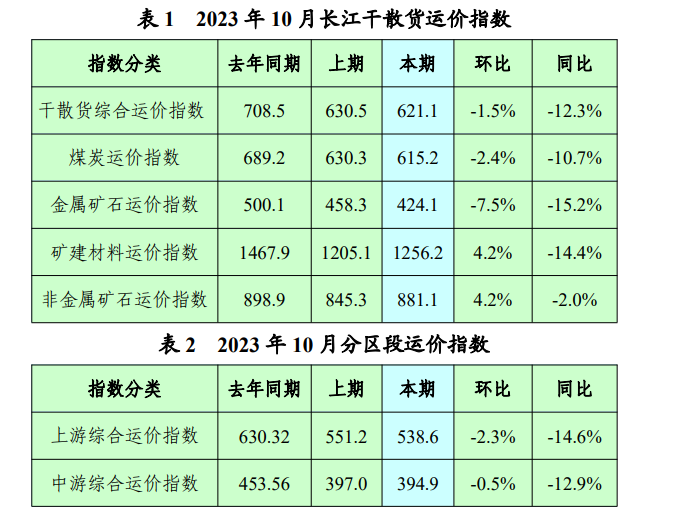 表 1 2023 年 10 月长江干散货运价指数
指数分类 去年同期 上期 本期 环比 同比
干散货综合运价指数 708.5 630.5 621.1 -1.5% -12.3%
煤炭运价指数 689.2 630.3 615.2 -2.4% -10.7%
金属矿石运价指数 500.1 458.3 424.1 -7.5% -15.2%
矿建材料运价指数 1467.9 1205.1 1256.2 4.2% -14.4%
非金属矿石运价指数 898.9 845.3 881.1 4.2% -2.0%
表 2 2023 年 10 月分区段运价指数
指数分类 去年同期 上期 本期 环比 同比
上游综合运价指数 630.32 551.2 538.6 -2.3% -14.6%
中游综合运价指数 453.56 397.0 394.9 -0.5% -12.9%